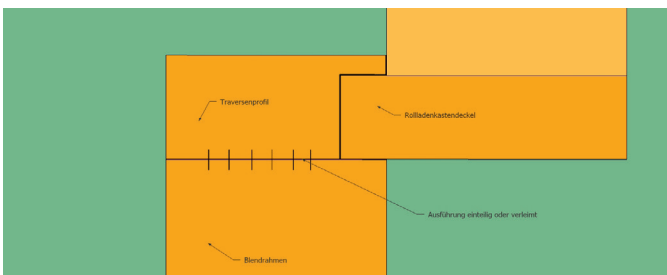 Traversenprofil
Rollladenkastendeckel
Ausführung einteilig oder verleimt
Blendrahmen